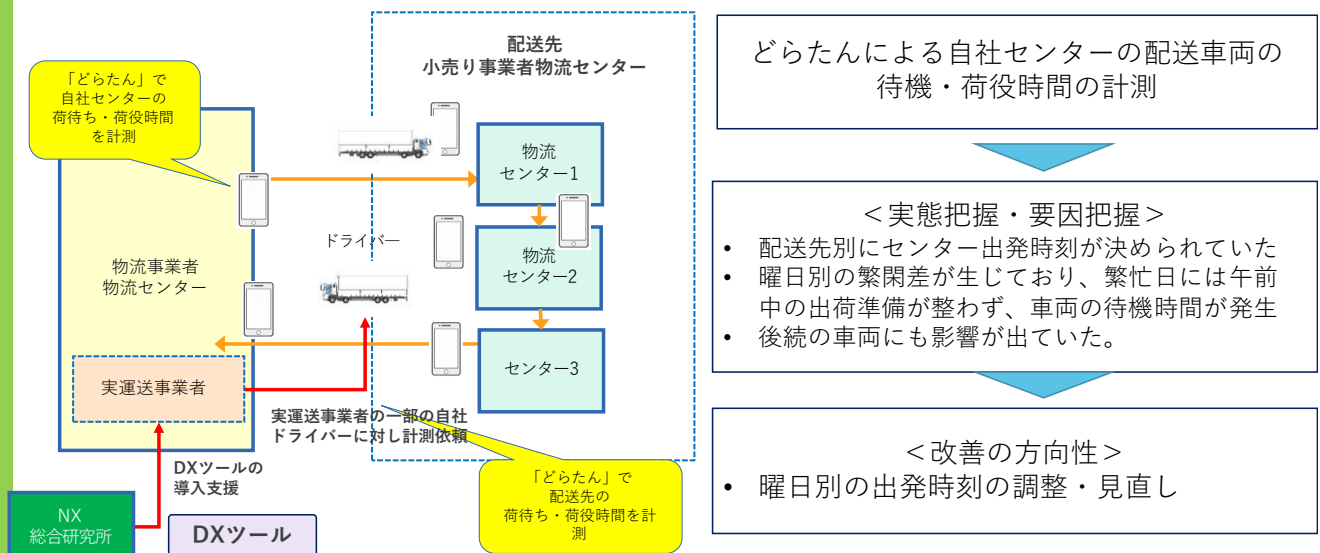 配送先
小売り事業者物流センター
「どらたん」で
自社センターの
荷待ち・荷役時間
を計測
物流
センター1
ドライバー
物流事業者
物流センター
物流
センター2
センター3
実運送事業者
実運送事業者の一部の自社
ドライバーに対し計測依頼
DXツールの
導入支援
「どらたん」で
配送先の
荷待ち・荷役時間を計
測
NX
総合研究所
DXツール
どらたんによる自社センターの配送車両の
待機・荷役時間の計測
＜実態把握・要因把握＞
• 配送先別にセンター出発時刻が決められていた
• 曜日別の繁閑差が生じており、繁忙日には午前
中の出荷準備が整わず、車両の待機時間が発生
• 後続の車両にも影響が出ていた。
＜改善の方向性＞
• 曜日別の出発時刻の調整・見直し